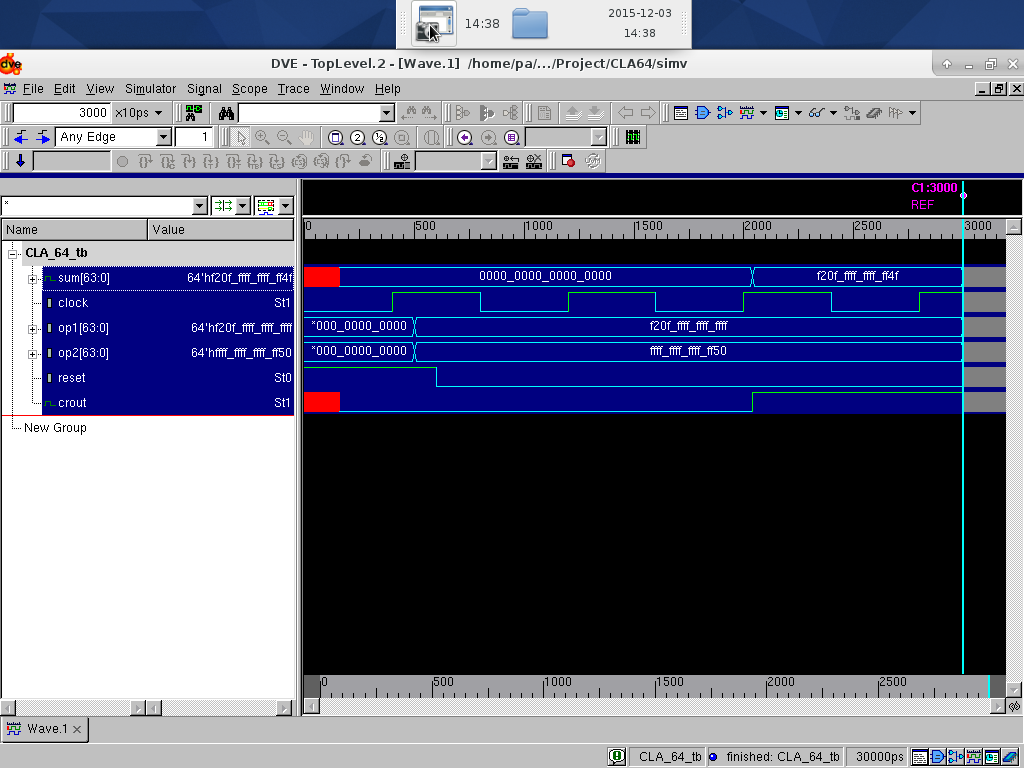 14:38
2015-12-03
14:38
dve
DVE - TopLevel.2 - [Wave.1] /home/pa/.../Project/CLA64/simv
File Edit View Simulator Signal Scope Trace Window Help
3000 x10ps
Any Edge 1
*
C1:3000
REF
Name Value
0 500 1000 1500 2000 2500 3000
CLA_64_tb
sum[63:0] 64'hf20f_ffff_ffff_ff4f 0000_0000_0000_0000 f20f_ffff_ffff_ff4f
clock St1
op1[63:0] 64'hf20f_ffff_ffff_ffff *000_0000_0000 f20f_ffff_ffff_ffff
op2[63:0] 64'hffff_ffff_ffff_ff50 *000_0000_0000 ffff_ffff_ffff_ff50
reset St0
crout St1
New Group
0 500 1000 1500 2000 2500
Wave.1
CLA_64_tb finished: CLA_64_tb 30000ps